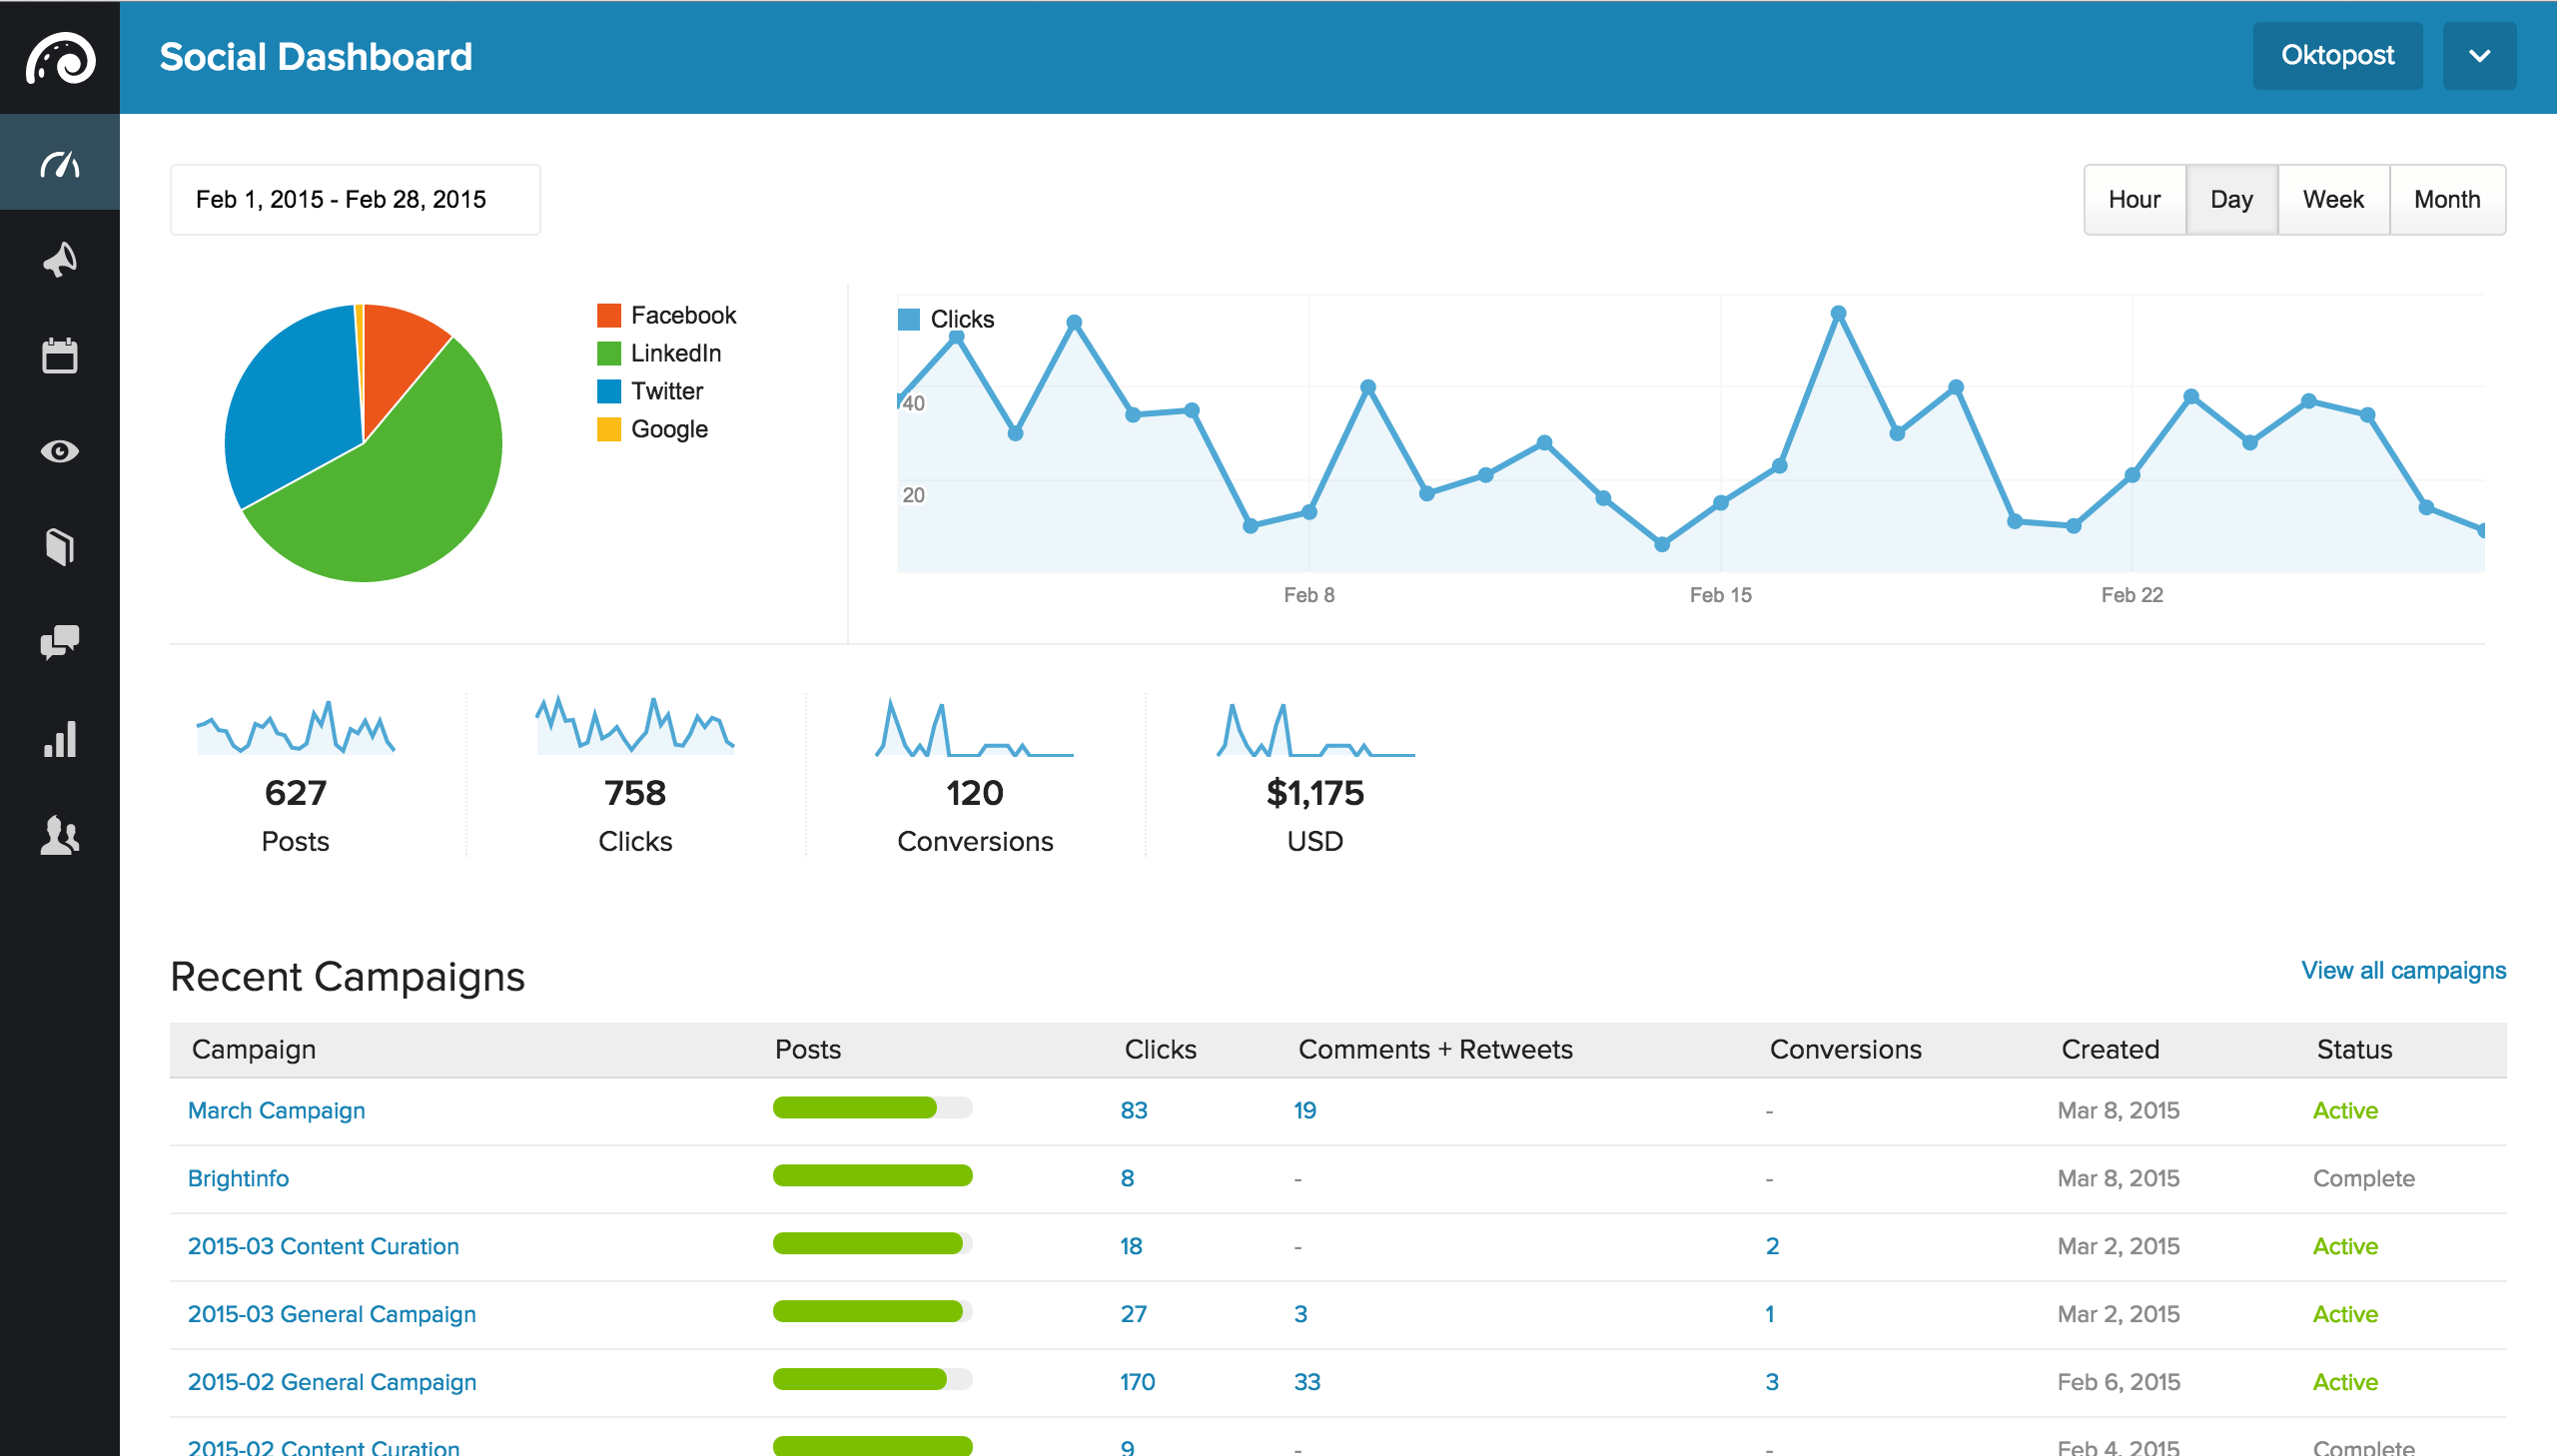 Social Dashboard
Oktopost
Feb 1, 2015 - Feb 28, 2015
Hour Day Week Month
Facebook
LinkedIn
Twitter
Google
Clicks
40
20
Feb 8 Feb 15 Feb 22
627 758 120 $1,175
Posts Clicks Conversions USD
Recent Campaigns
View all campaigns
Campaign Posts Clicks Comments + Retweets Conversions Created Status
March Campaign 83 19 - Mar 8, 2015 Active
Brightinfo 8 - - Mar 8, 2015 Complete
2015-03 Content Curation 18 - 2 Mar 2, 2015 Active
2015-03 General Campaign 27 3 1 Mar 2, 2015 Active
2015-02 General Campaign 170 33 3 Feb 6, 2015 Active
2015-02 Content Curation 9 - - Feb 4, 2015 Complete